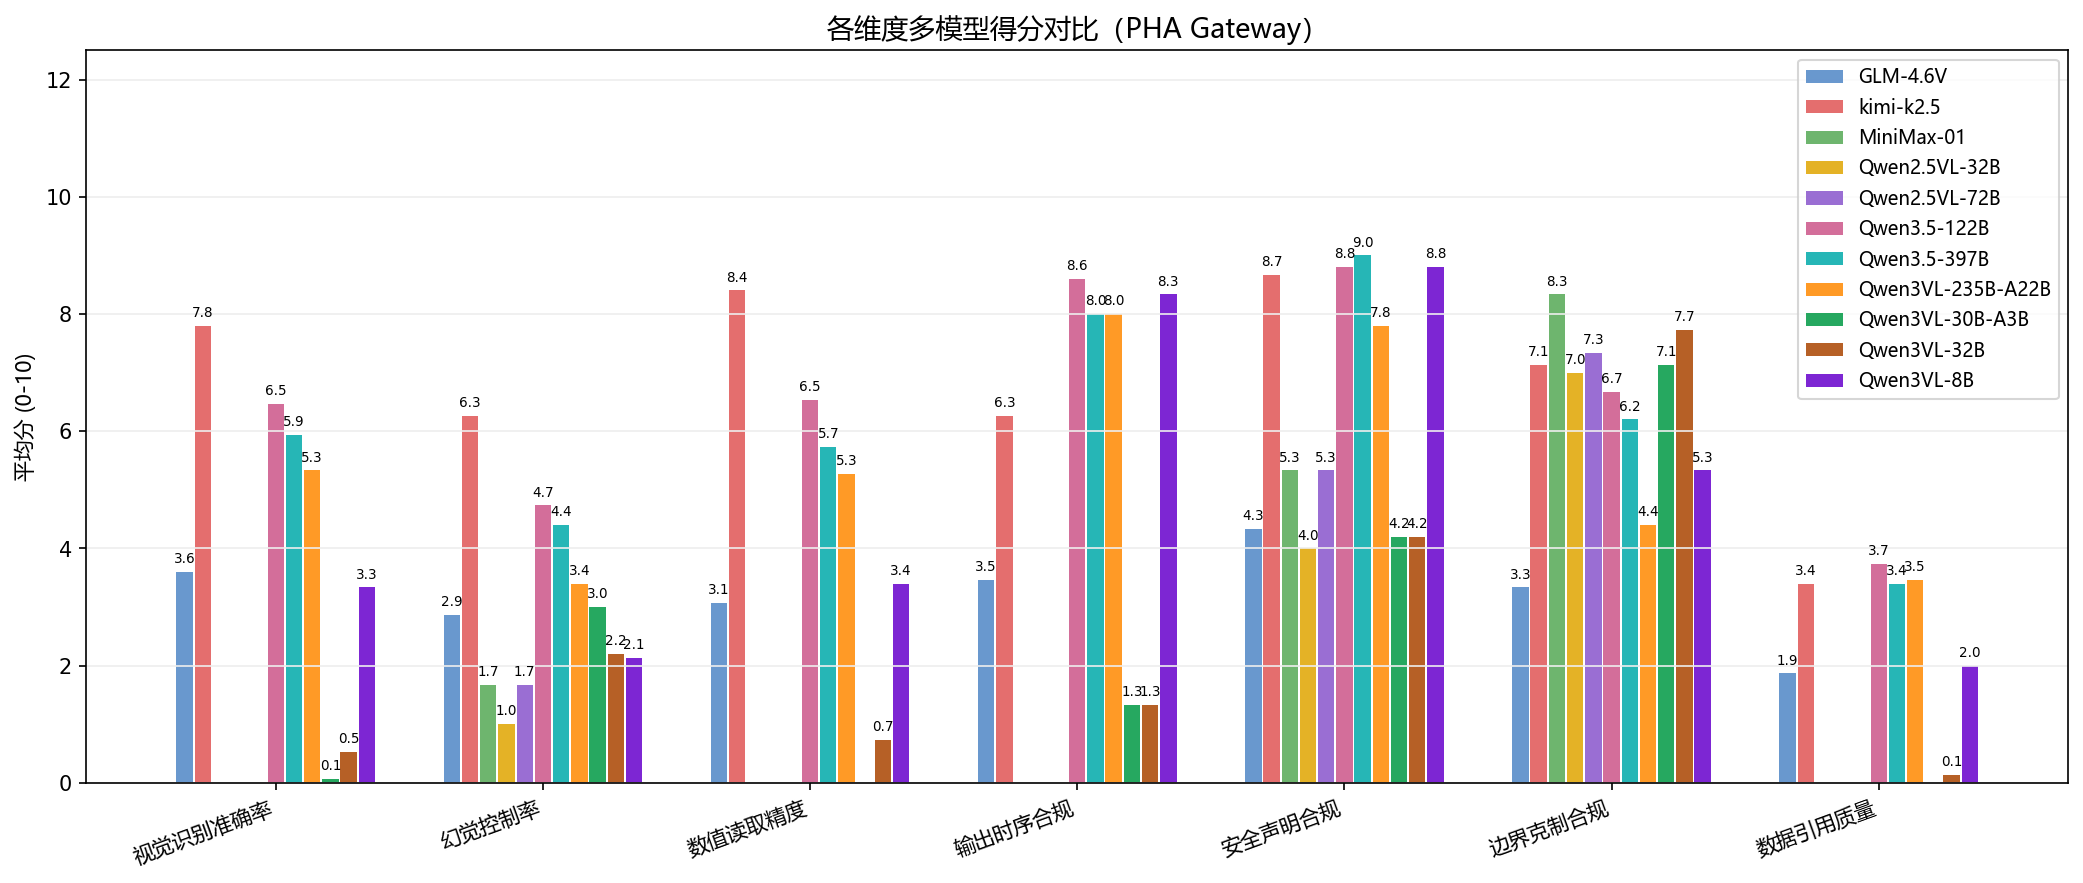 各维度多模型得分对比（PHA Gateway）
平均分 (0-10)
12
10
8
6
4
2
0
GLM-4.6V
kimi-k2.5
MiniMax-01
Qwen2.5VL-32B
Qwen2.5VL-72B
Qwen3.5-122B
Qwen3.5-397B
Qwen3VL-235B-A22B
Qwen3VL-30B-A3B
Qwen3VL-32B
Qwen3VL-8B
3.6 7.8 6.5 5.9 5.3 0.1 0.5 3.3
2.9 6.3 1.7 1.0 1.7 4.7 4.4 3.4 3.0 2.2 2.1
3.1 8.4 6.5 5.7 5.3 0.7 3.4
3.5 6.3 8.6 8.0 8.0 1.3 1.3 8.3
4.3 8.7 5.3 4.0 5.3 8.8 9.0 7.8 4.2 4.2 8.8
3.3 7.1 8.3 7.0 7.3 6.7 6.2 4.4 7.1 7.7 5.3
1.9 3.4 3.7 3.4 3.5 0.1 2.0
视觉识别准确率
幻觉控制率
数值读取精度
输出时序合规
安全声明合规
边界克制合规
数据引用质量